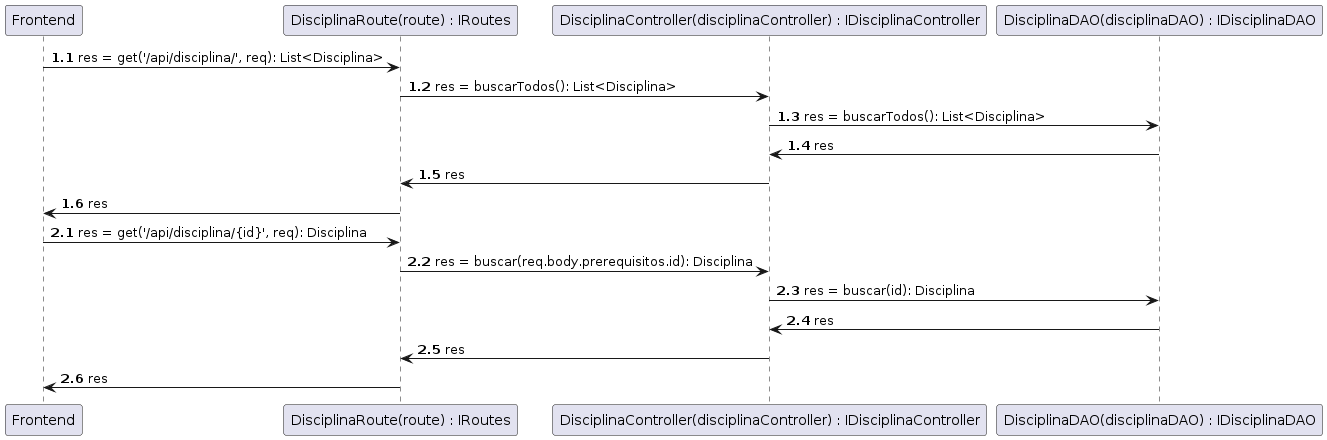 Frontend
DisciplinaRoute(route) : IRoutes
DisciplinaController(disciplinaController) : IDisciplinaController
DisciplinaDAO(disciplinaDAO) : IDisciplinaDAO
1.1 res = get('/api/disciplina/', req): List<Disciplina>
1.2 res = buscarTodos(): List<Disciplina>
1.3 res = buscarTodos(): List<Disciplina>
1.4 res
1.5 res
1.6 res
2.1 res = get('/api/disciplina/{id}', req): Disciplina
2.2 res = buscar(req.body.prerequisitos.id): Disciplina
2.3 res = buscar(id): Disciplina
2.4 res
2.5 res
2.6 res
Frontend
DisciplinaRoute(route) : IRoutes
DisciplinaController(disciplinaController) : IDisciplinaController
DisciplinaDAO(disciplinaDAO) : IDisciplinaDAO